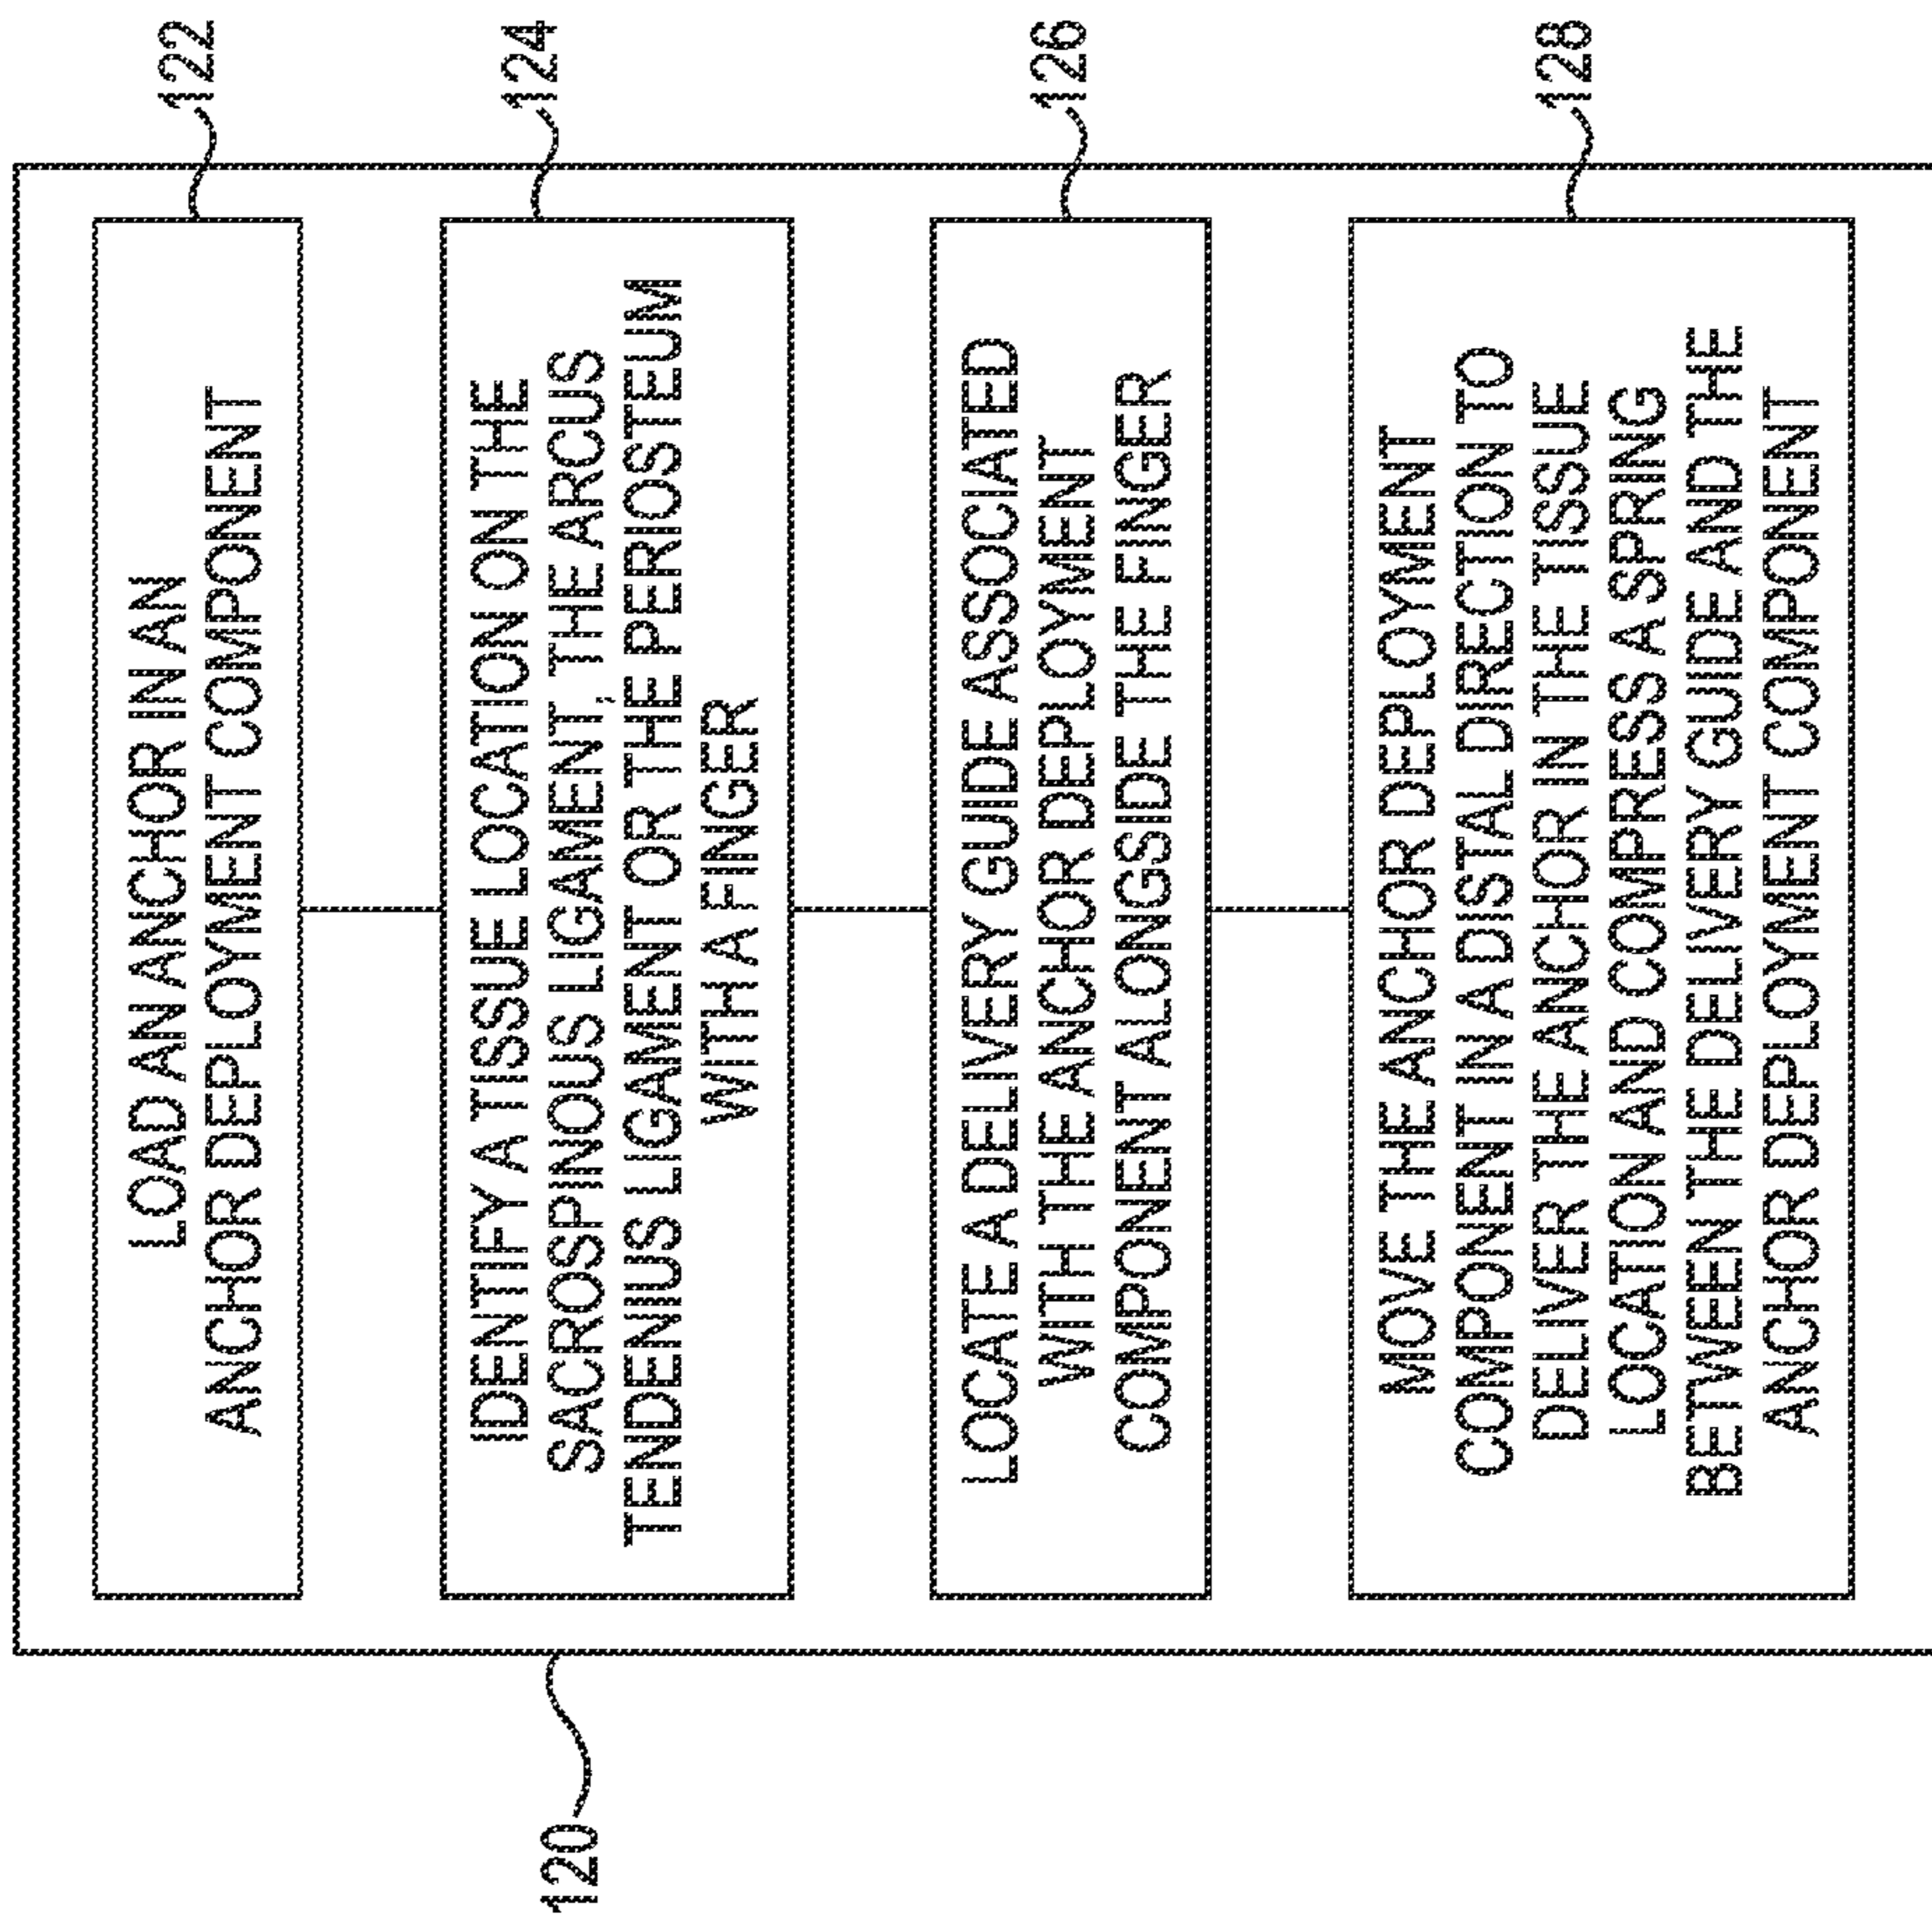 120
LOAD AN ANCHOR IN AN
ANCHOR DEPLOYMENT COMPONENT
122
IDENTIFY A TISSUE LOCATION ON THE
SACROSPINOUS LIGAMENT, THE ARCUS
TENDENIUS LIGAMENT OR THE PERIOSTEUM
WITH A FINGER
124
LOCATE A DELIVERY GUIDE ASSOCIATED
WITH THE ANCHOR DEPLOYMENT
COMPONENT ALONGSIDE THE FINGER
126
MOVE THE ANCHOR DEPLOYMENT
COMPONENT IN A DISTAL DIRECTION TO
DELIVER THE ANCHOR IN THE TISSUE
LOCATION AND COMPRESS A SPRING
BETWEEN THE DELIVERY GUIDE AND THE
ANCHOR DEPLOYMENT COMPONENT
128